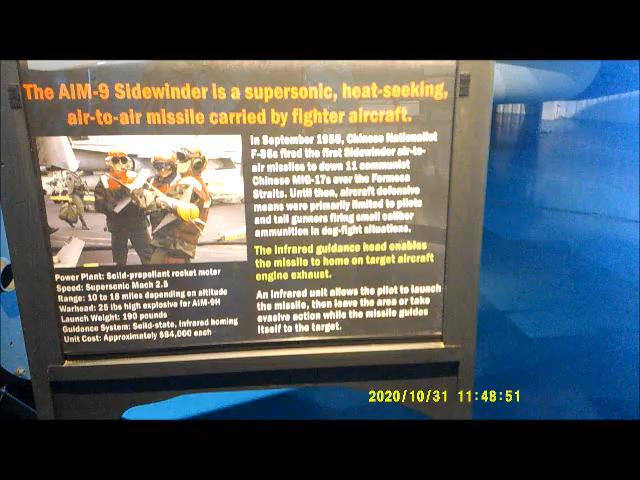 The AIM-9 Sidewinder is a supersonic, heat-seeking,
air-to-air missile carried by fighter aircraft.
In September 1958, Chinese Nationalist
F-86s fired the first Sidewinder air-to-
air missiles to down 11 communist
Chinese MIG-17s over the Formosa
Straits. Until then, aircraft defensive
means were primarily limited to pilots
and tail gunners firing small caliber
ammunition in dog-fight situations.
The infrared guidance head enables
the missile to home on target aircraft
engine exhaust.
An infrared unit allows the pilot to launch
the missile, then leave the area or take
evasive action while the missile guides
itself to the target.
Power Plant: Solid-propellant rocket motor
Speed: Supersonic Mach 2.5
Range: 10 to 18 miles depending on altitude
Warhead: 25 lbs high explosive for AIM-9H
Launch Weight: 190 pounds
Guidance System: Solid-state, infrared homing
Unit Cost: Approximately $84,000 each
2020/10/31 11:48:51